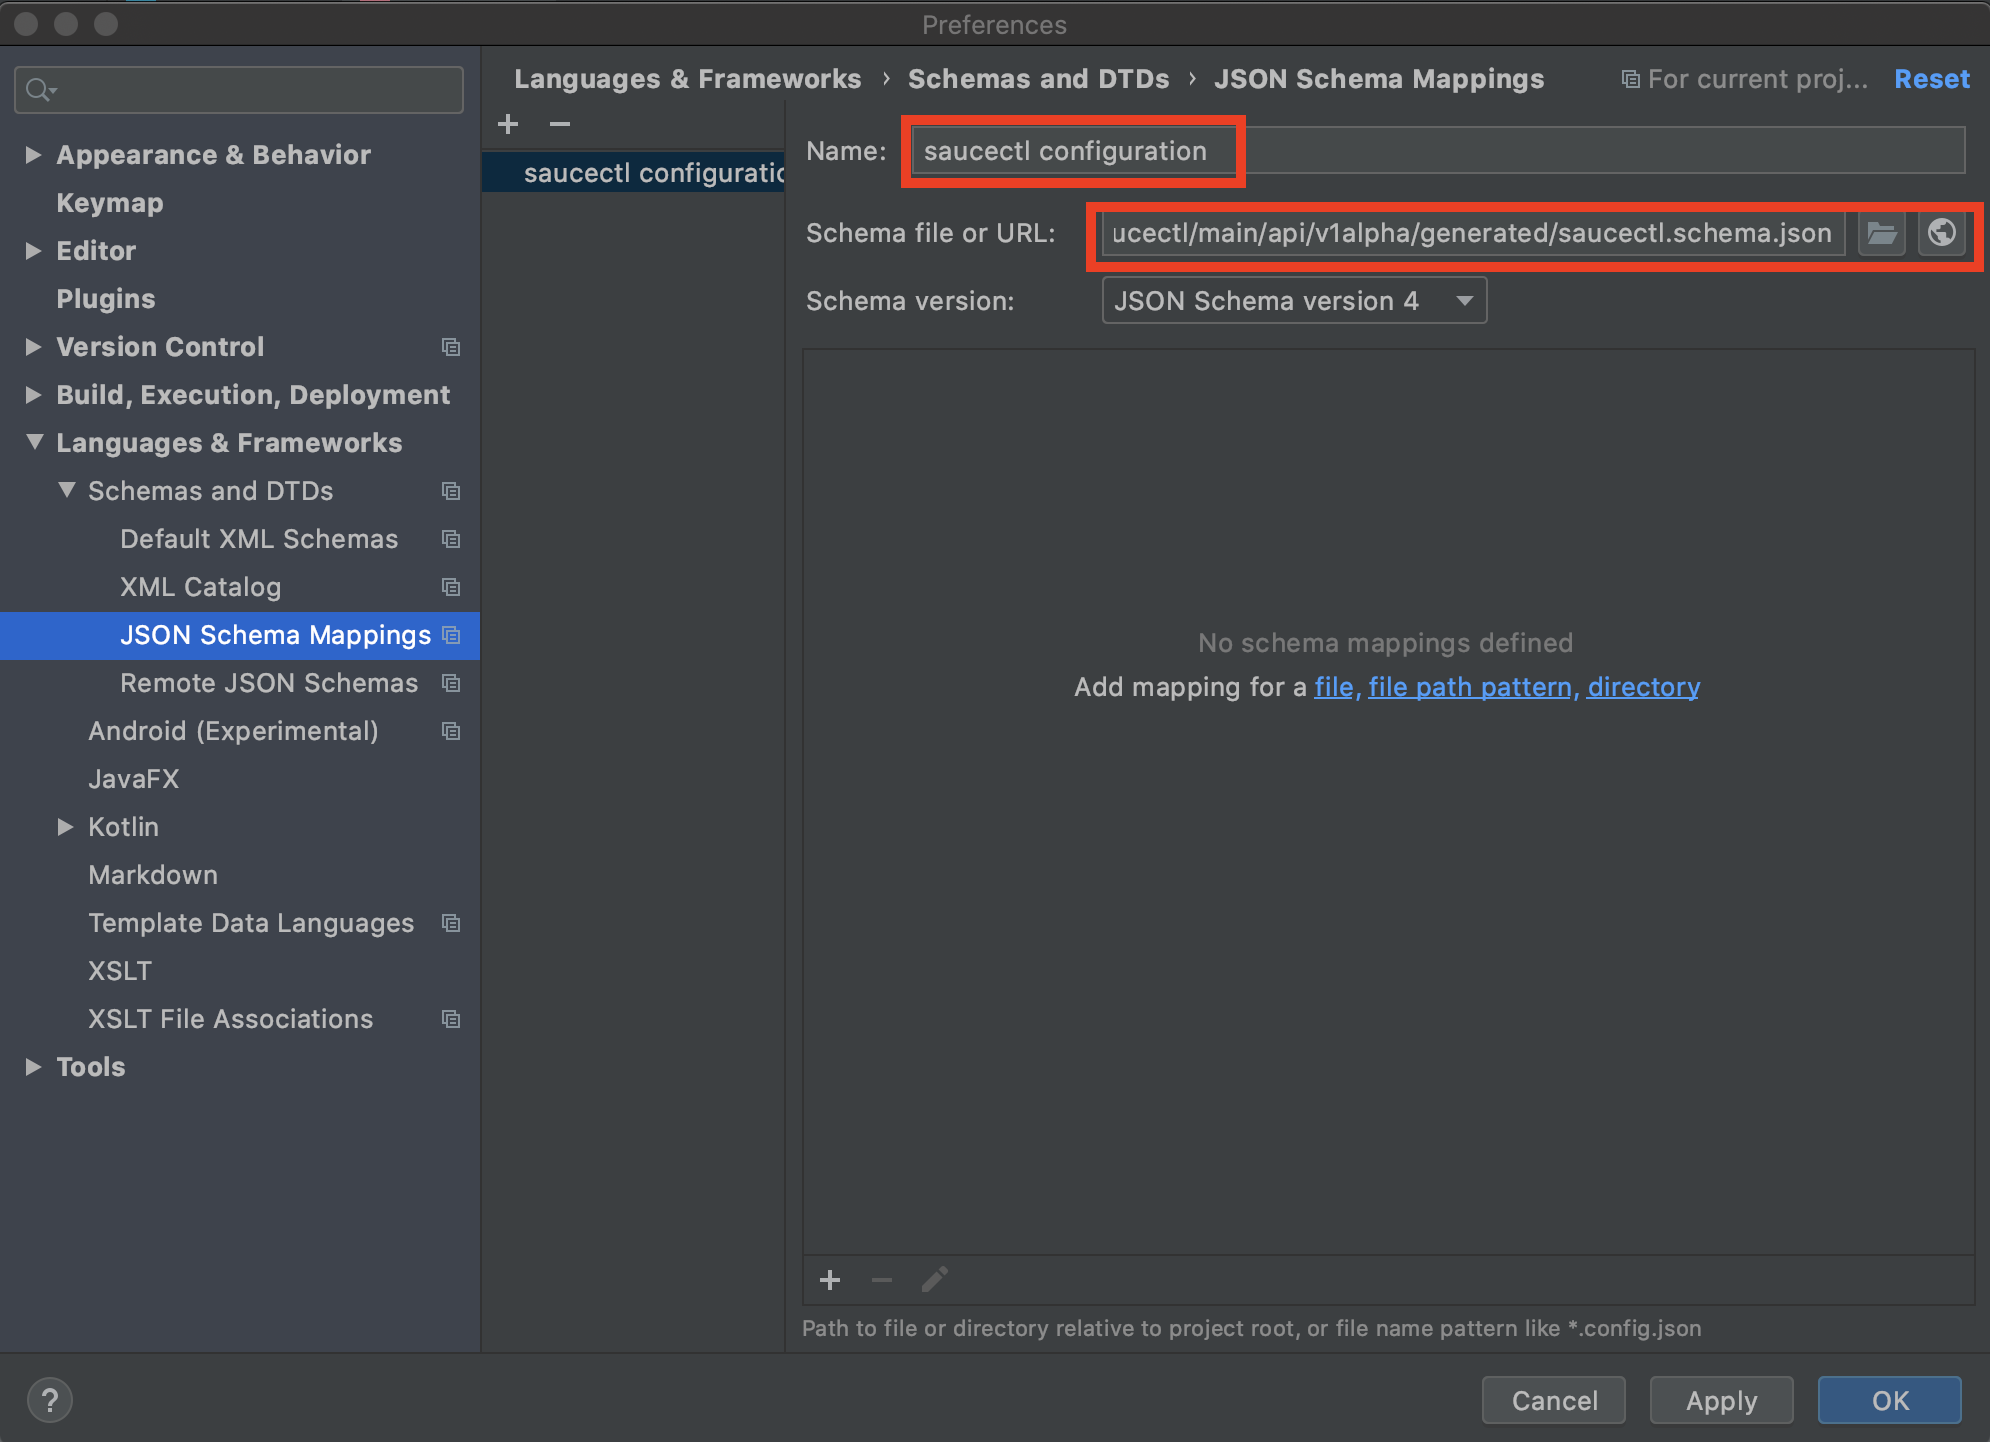 Preferences
Appearance & Behavior
Keymap
Editor
Plugins
Version Control
Build, Execution, Deployment
Languages & Frameworks
Schemas and DTDs
Default XML Schemas
XML Catalog
JSON Schema Mappings
Remote JSON Schemas
Android (Experimental)
JavaFX
Kotlin
Markdown
Template Data Languages
XSLT
XSLT File Associations
Tools
Languages & Frameworks › Schemas and DTDs › JSON Schema Mappings For current proj... Reset
+ −
saucectl configuratio
Name: saucectl configuration
Schema file or URL: ucectl/main/api/v1alpha/generated/saucectl.schema.json
Schema version: JSON Schema version 4
No schema mappings defined
Add mapping for a file, file path pattern, directory
+ −
Path to file or directory relative to project root, or file name pattern like *.config.json
? Cancel Apply OK